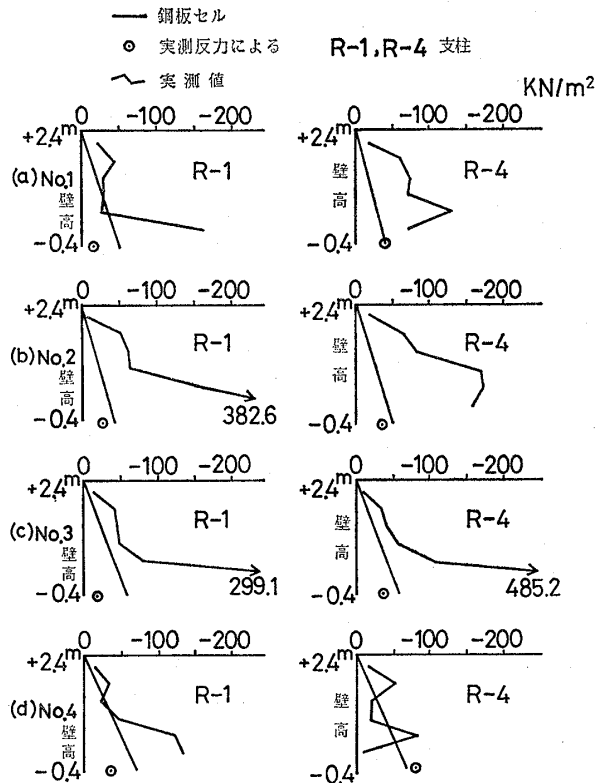 鋼板セル
実測反力による
実測値
R-1,R-4 支柱
KN/m²
0 -100 -200
+2.4m
(a)No.1
壁高
-0.4
R-1
0 -100 -200
+2.4m
壁高
-0.4
R-4
0 -100 -200
+2.4m
(b)No.2
壁高
-0.4
R-1
382.6
0 -100 -200
+2.4m
壁高
-0.4
R-4
0 -100 -200
+2.4m
(c)No.3
壁高
-0.4
R-1
299.1
0 -100 -200
+2.4m
壁高
-0.4
R-4
485.2
0 -100 -200
+2.4m
(d)No.4
壁高
-0.4
R-1
0 -100 -200
+2.4m
壁高
-0.4
R-4